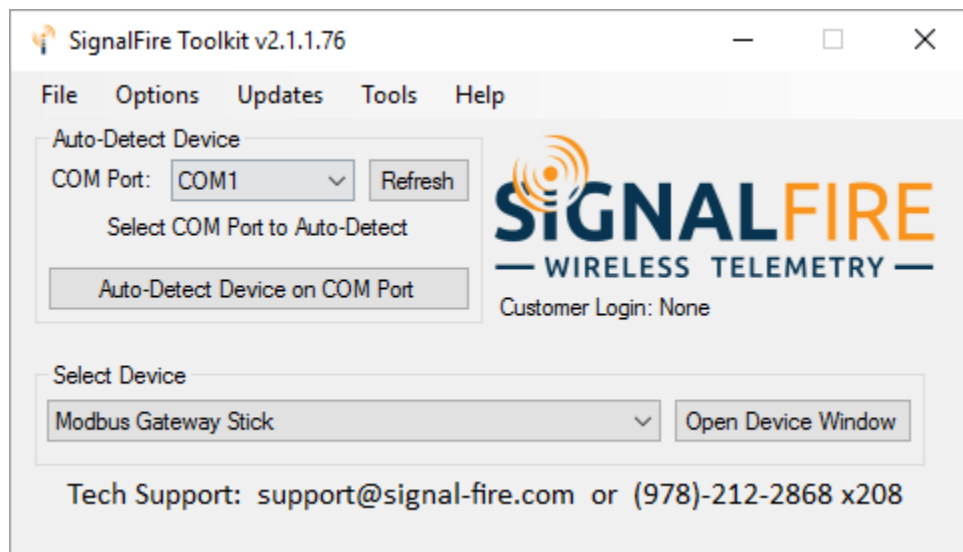 SignalFire Toolkit v2.1.1.76
File Options Updates Tools Help
Auto-Detect Device
COM Port: COM1 Refresh
Select COM Port to Auto-Detect
Auto-Detect Device on COM Port
SIGNALFIRE
WIRELESS TELEMETRY
Customer Login: None
Select Device
Modbus Gateway Stick Open Device Window
Tech Support: support@signal-fire.com or (978)-212-2868 x208